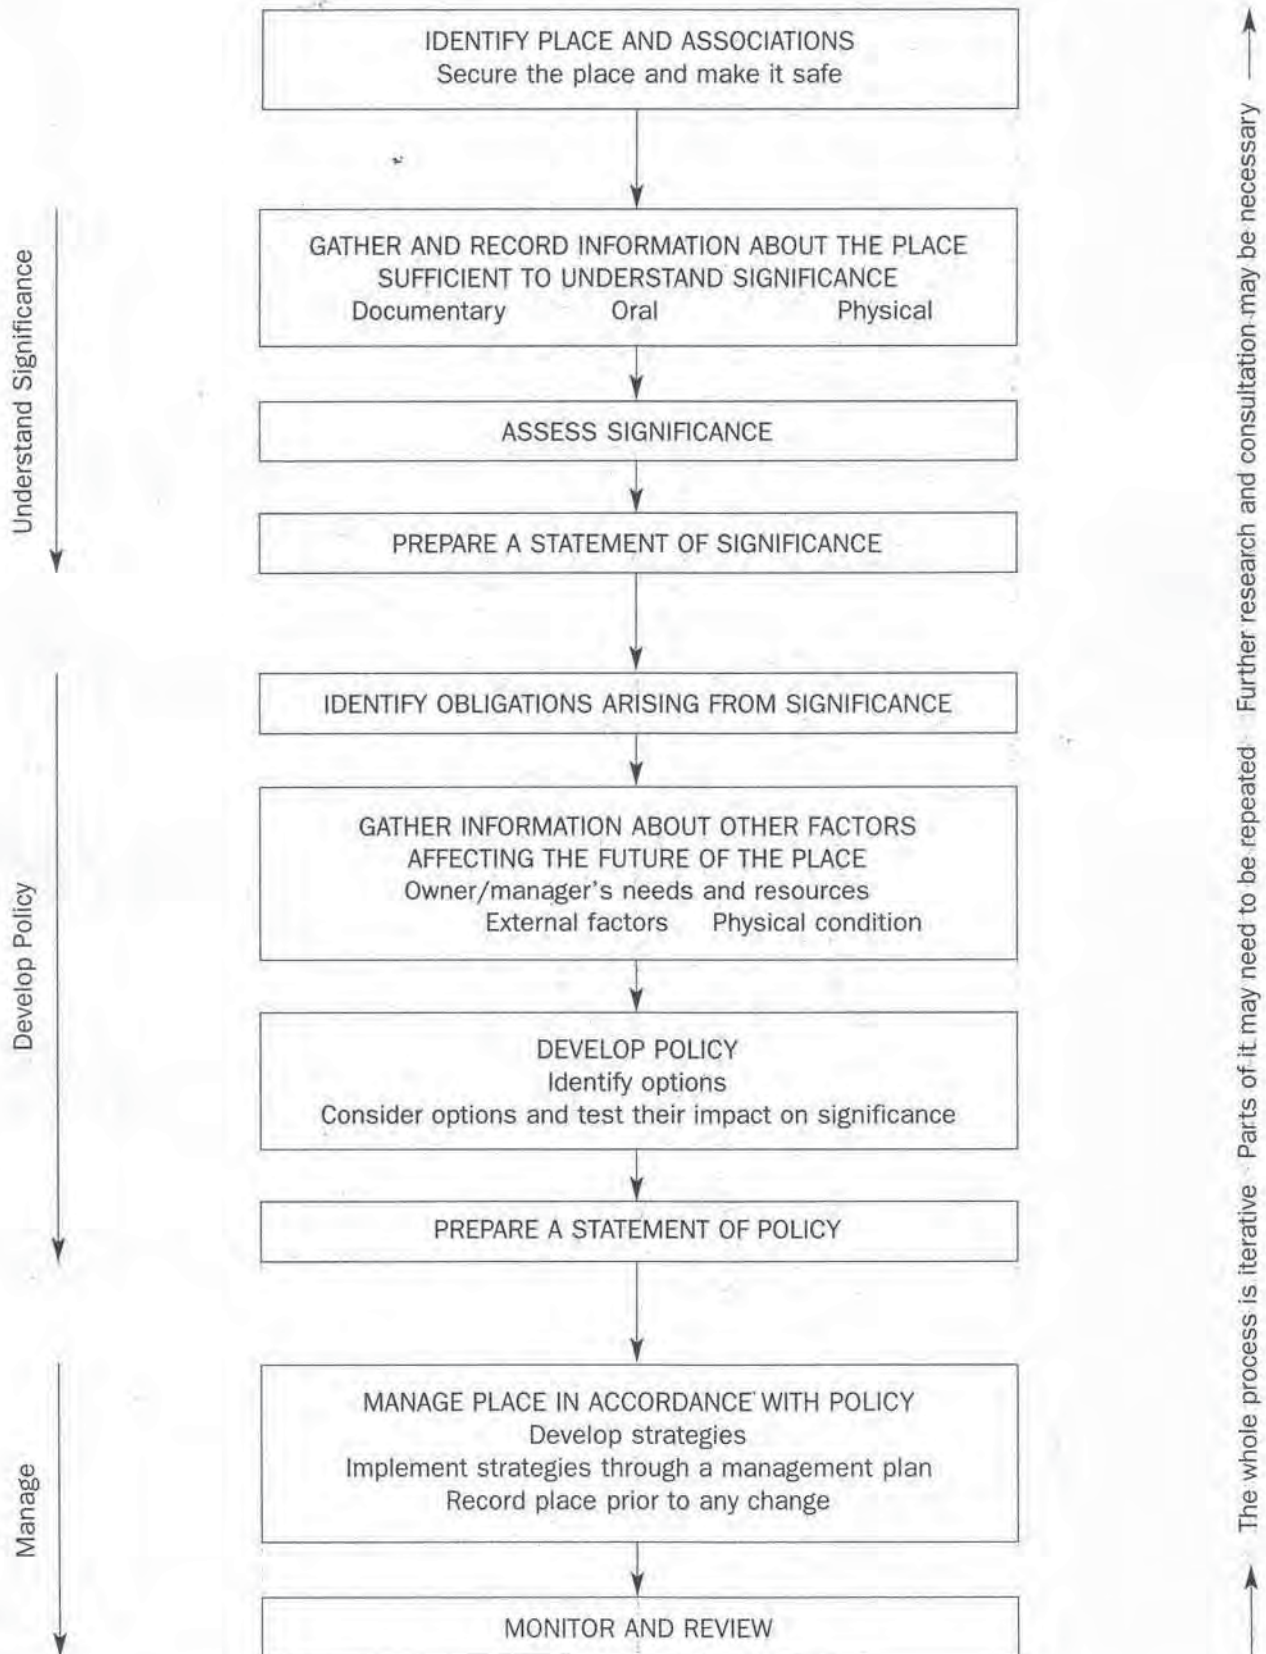 IDENTIFY PLACE AND ASSOCIATIONS
Secure the place and make it safe
Understand Significance
GATHER AND RECORD INFORMATION ABOUT THE PLACE
SUFFICIENT TO UNDERSTAND SIGNIFICANCE
Documentary Oral Physical
ASSESS SIGNIFICANCE
PREPARE A STATEMENT OF SIGNIFICANCE
Develop Policy
IDENTIFY OBLIGATIONS ARISING FROM SIGNIFICANCE
GATHER INFORMATION ABOUT OTHER FACTORS
AFFECTING THE FUTURE OF THE PLACE
Owner/manager's needs and resources
External factors Physical condition
DEVELOP POLICY
Identify options
Consider options and test their impact on significance
PREPARE A STATEMENT OF POLICY
Manage
MANAGE PLACE IN ACCORDANCE WITH POLICY
Develop strategies
Implement strategies through a management plan
Record place prior to any change
MONITOR AND REVIEW
The whole process is iterative Parts of it may need to be repeated Further research and consultation may be necessary